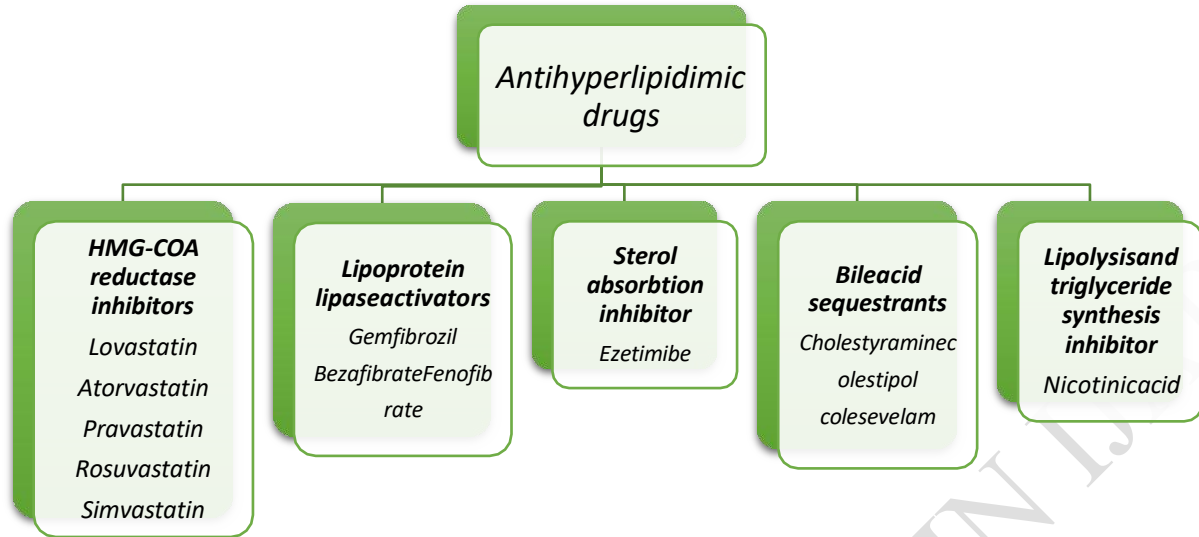 Antihyperlipidimic
drugs
HMG-COA
reductase
inhibitors
Lovastatin
Atorvastatin
Pravastatin
Rosuvastatin
Simvastatin
Lipoprotein
lipaseactivators
Gemfibrozil
BezafibrateFenofib
rate
Sterol
absorbtion
inhibitor
Ezetimibe
Bileacid
sequestrants
Cholestyraminec
olestipol
colesevelam
Lipolysisand
triglyceride
synthesis
inhibitor
Nicotinicacid